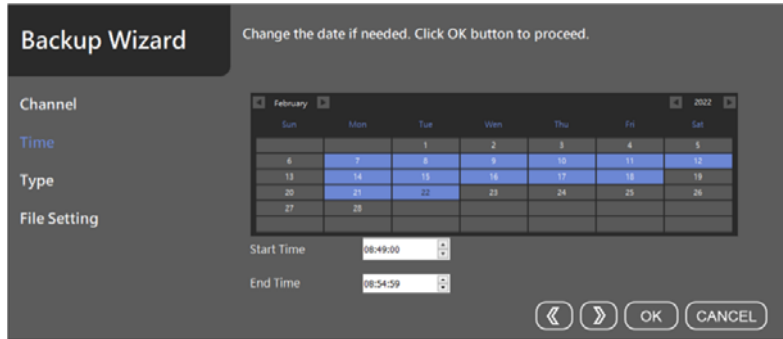 Backup Wizard
Change the date if needed. Click OK button to proceed.
Channel
Time
Type
File Setting
February 2022
Sun Mon Tue Wen Thu Fri Sat
1 2 3 4 5
6 7 8 9 10 11 12
13 14 15 16 17 18 19
20 21 22 23 24 25 26
27 28
Start Time 08:49:00
End Time 08:54:59
OK CANCEL